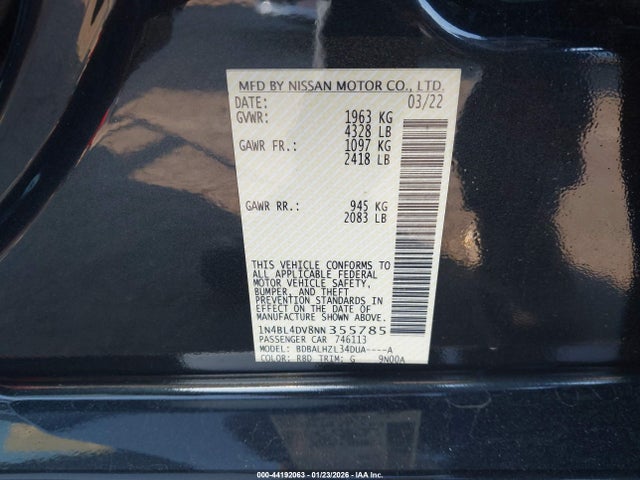 MFD BY NISSAN MOTOR CO., LTD.
DATE: 03/22
GVWR: 1963 KG
4328 LB
GAWR FR.: 1097 KG
2418 LB
GAWR RR.: 945 KG
2083 LB
THIS VEHICLE CONFORMS TO
ALL APPLICABLE FEDERAL
MOTOR VEHICLE SAFETY,
BUMPER, AND THEFT
PREVENTION STANDARDS IN
EFFECT ON THE DATE OF
MANUFACTURE SHOWN ABOVE.
1N4BL4DV8NN355785
PASSENGER CAR 746113
MODEL: BDBALHZL34DUA----A
COLOR: RBD TRIM: G 9N00A
000-44192063 - 01/23/2026 - IAA Inc.